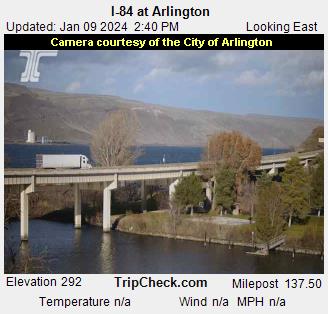 I-84 at Arlington
Updated: Jan 09 2024 2:40 PM Looking East
Camera courtesy of the City of Arlington
Elevation 292 TripCheck.com Milepost 137.50
Temperature n/a Wind n/a MPH n/a